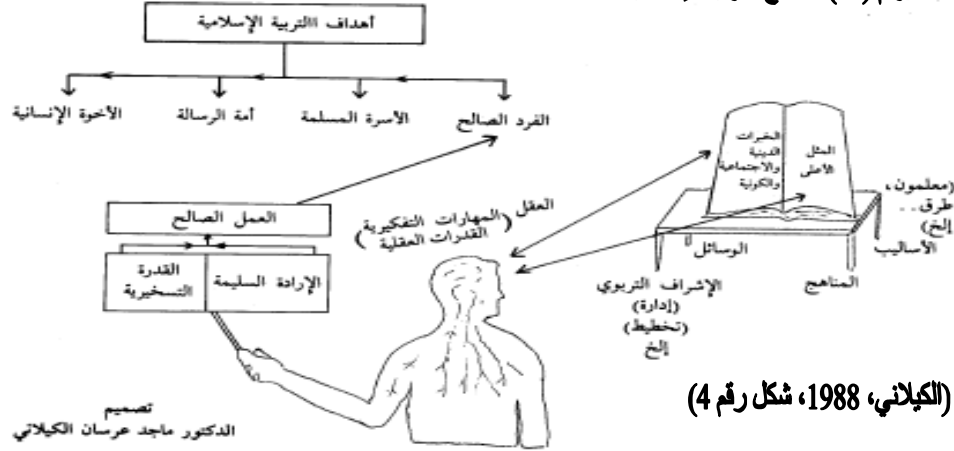 أهداف االتربية الإسلامية
الفرد الصالح
الأسرة المسلمة
أمة الرسالة
الأخوة الإنسانية
المثل
الأعلى
الخبرات
الدينية
والاجتماعية
والكونية
(معلمون،
طرق..
إلخ)
الأساليب
الوسائل
المناهج
الإشراف التربوي
(إدارة)
(تخطيط)
إلخ
العقل (المهارات التفكيرية
القدرات العقلية)
العمل الصالح
الإرادة السليمة
القدرة
التسخيرية
(الكيلاني، 1988، شكل رقم 4)
تصميم
الدكتور ماجد عرسان الكيلاني